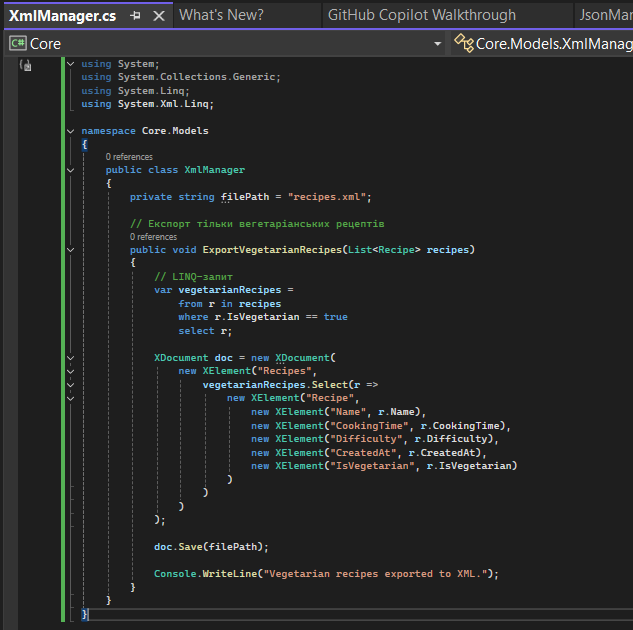 XmlManager.cs What's New? GitHub Copilot Walkthrough JsonMar
C# Core Core.Models.XmlManag
using System;
using System.Collections.Generic;
using System.Linq;
using System.Xml.Linq;
namespace Core.Models
{
0 references
public class XmlManager
{
private string filePath = "recipes.xml";
// Експорт тільки вегетаріанських рецептів
0 references
public void ExportVegetarianRecipes(List<Recipe> recipes)
{
// LINQ-запит
var vegetarianRecipes =
from r in recipes
where r.IsVegetarian == true
select r;
XDocument doc = new XDocument(
new XElement("Recipes",
vegetarianRecipes.Select(r =>
new XElement("Recipe",
new XElement("Name", r.Name),
new XElement("CookingTime", r.CookingTime),
new XElement("Difficulty", r.Difficulty),
new XElement("CreatedAt", r.CreatedAt),
new XElement("IsVegetarian", r.IsVegetarian)
)
)
)
);
doc.Save(filePath);
Console.WriteLine("Vegetarian recipes exported to XML.");
}
}
}